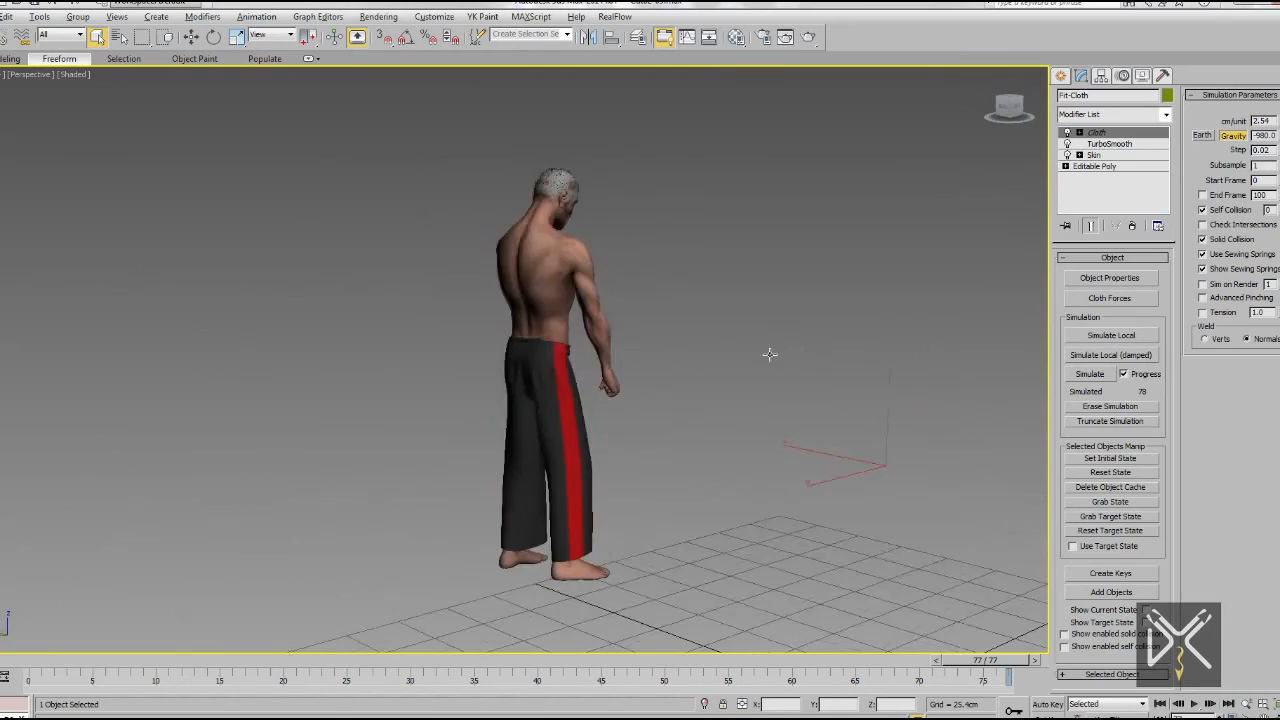 Edit Tools Group Views Create Modifiers Animation Graph Editors Rendering Customize YK Paint MAXScript Help RealFlow
All View Create Selection Se
Freeform Selection Object Paint Populate
] [Perspective] [Shaded]
Fit-Cloth
Modifier List
Cloth
TurboSmooth
Skin
Editable Poly
Object
Object Properties
Cloth Forces
Simulation
Simulate Local
Simulate Local (damped)
Simulate Progress
Simulated 78
Erase Simulation
Truncate Simulation
Selected Objects Manip
Set Initial State
Reset State
Delete Object Cache
Grab State
Grab Target State
Reset Target State
Use Target State
Create Keys
Add Objects
Show Current State
Show Target State
Show enabled solid collision
Show enabled self
Selected Object
Simulation Parameters
cm/unit 2.54
Earth Gravity -980.0
Step 0.02
Subsample 1
Start Frame 0
End Frame 100
Self Collision 0
Check Intersections
Solid Collision
Use Sewing Springs
Show Sewing Springs
Sim on Render 1
Advanced Pinching
Tension 1.0
Weld
Verts Normals
z
< 77 / 77 >
0 5 10 15 20 25 30 35 40 45 50 55 60 65 70 75
1 Object Selected X: Y: Z: Grid = 25.4cm Auto Key Selected